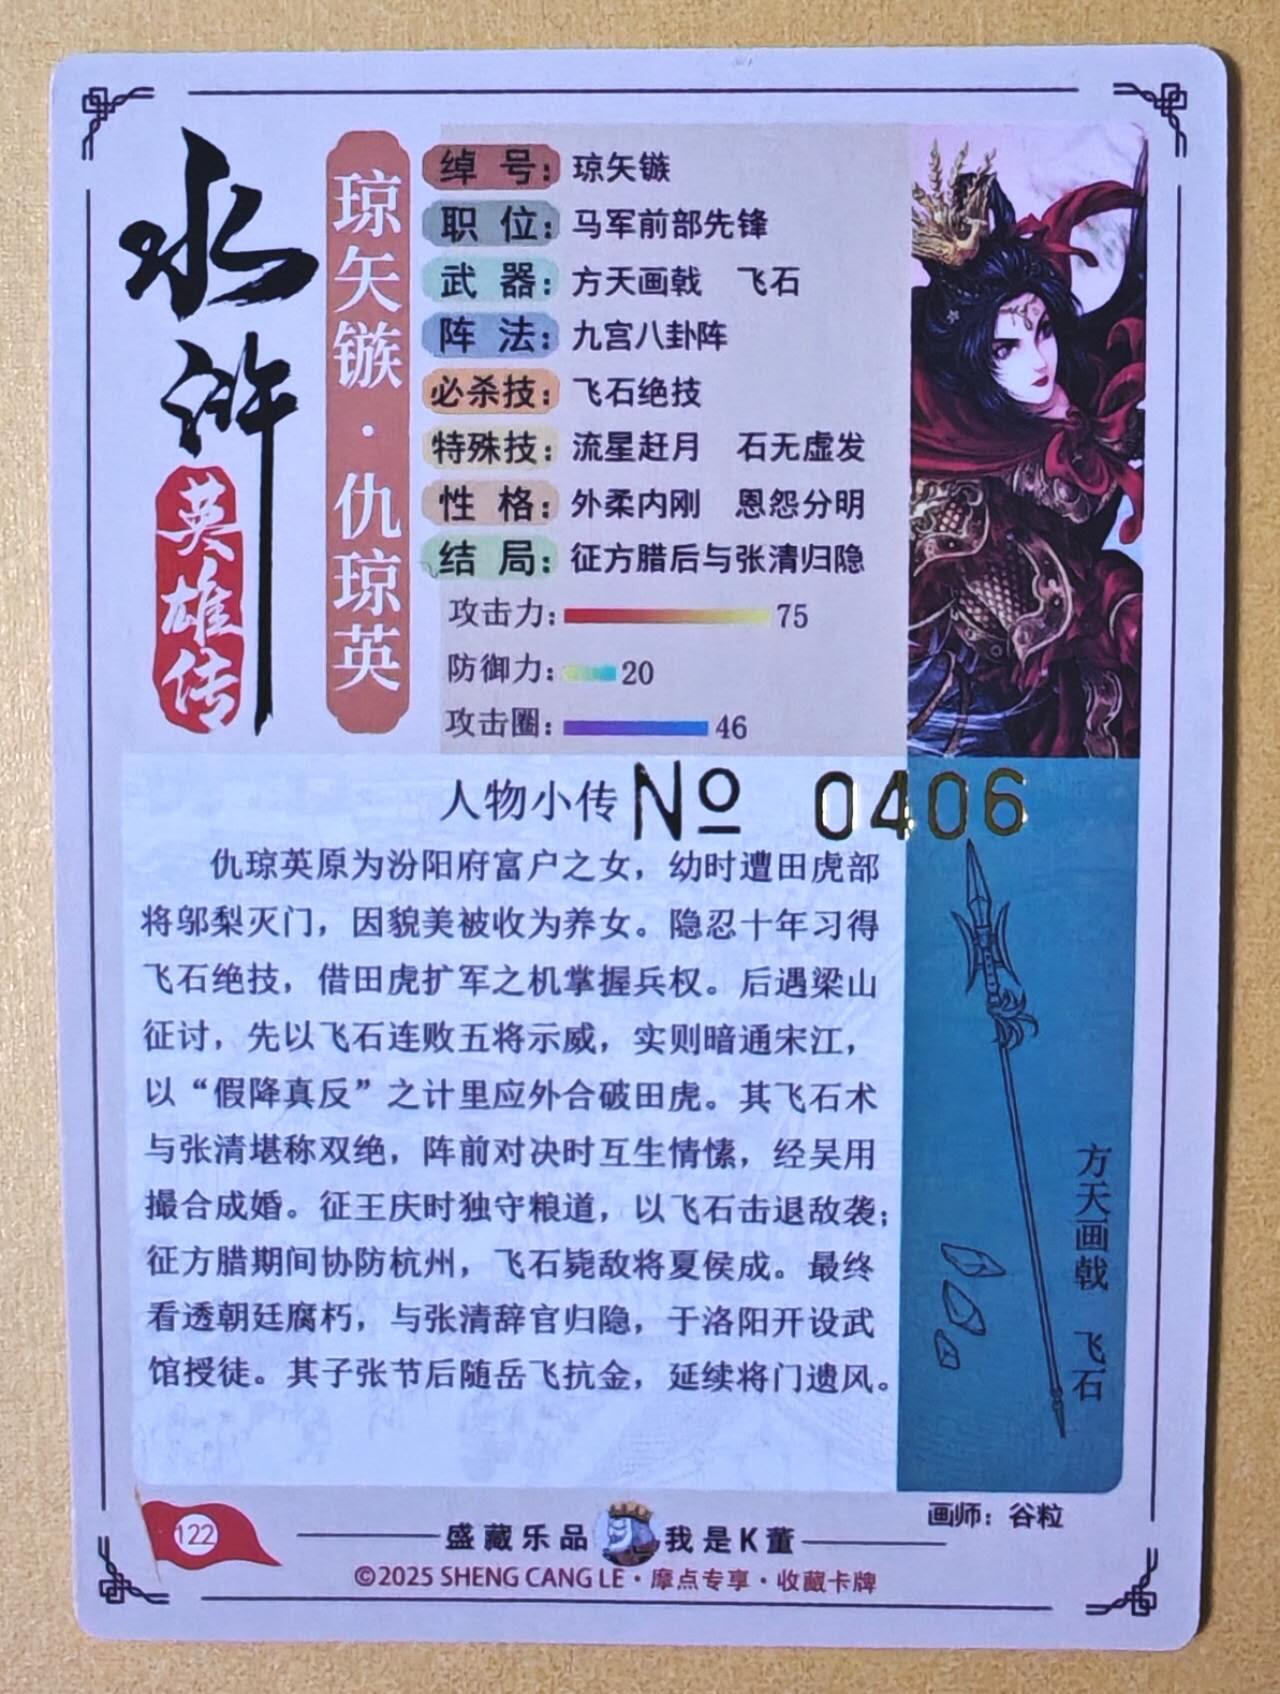 水浒
英雄传
琼矢镞·仇琼英
绰号：琼矢镞
职位：马军前部先锋
武器：方天画戟 飞石
阵法：九宫八卦阵
必杀技：飞石绝技
特殊技：流星赶月 石无虚发
性格：外柔内刚 恩怨分明
结局：征方腊后与张清归隐
攻击力：75
防御力：20
攻击圈：46
人物小传 No 0406
仇琼英原为汾阳府富户之女，幼时遭田虎部
将邬梨灭门，因貌美被收为养女。隐忍十年习得
飞石绝技，借田虎扩军之机掌握兵权。后遇梁山
征讨，先以飞石连败五将示威，实则暗通宋江，
以“假降真反”之计里应外合破田虎。其飞石术
与张清堪称双绝，阵前对决时互生情愫，经吴用
撮合成婚。征王庆时独守粮道，以飞石击退敌袭；
征方腊期间协防杭州，飞石毙敌将夏侯成。最终
看透朝廷腐朽，与张清辞官归隐，于洛阳开设武
馆授徒。其子张节后随岳飞抗金，延续将门遗风。
方天画戟 飞石
画师：谷粒
122
盛藏乐品 我是K董
©2025 SHENG CANG LE·摩点专享·收藏卡牌